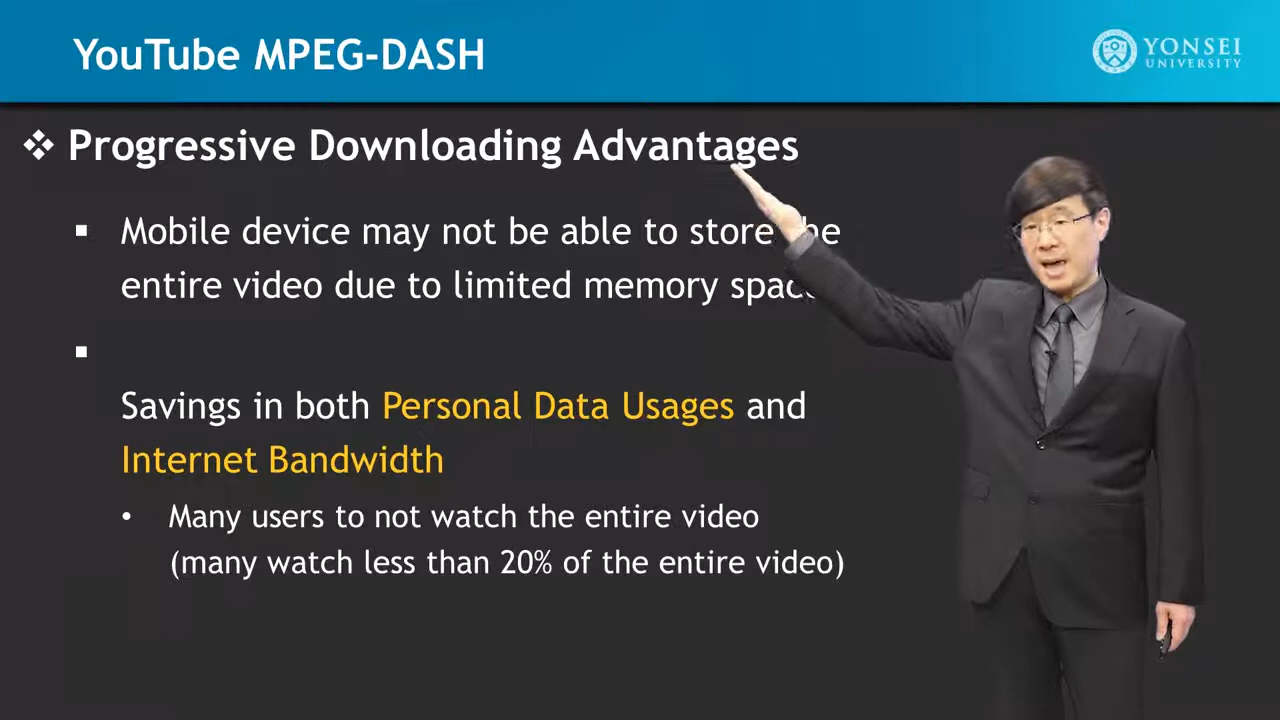 YouTube MPEG-DASH
YONSEI
UNIVERSITY
❖ Progressive Downloading Advantages
▪ Mobile device may not be able to store the
entire video due to limited memory space
▪
Savings in both Personal Data Usages and
Internet Bandwidth
• Many users to not watch the entire video
(many watch less than 20% of the entire video)